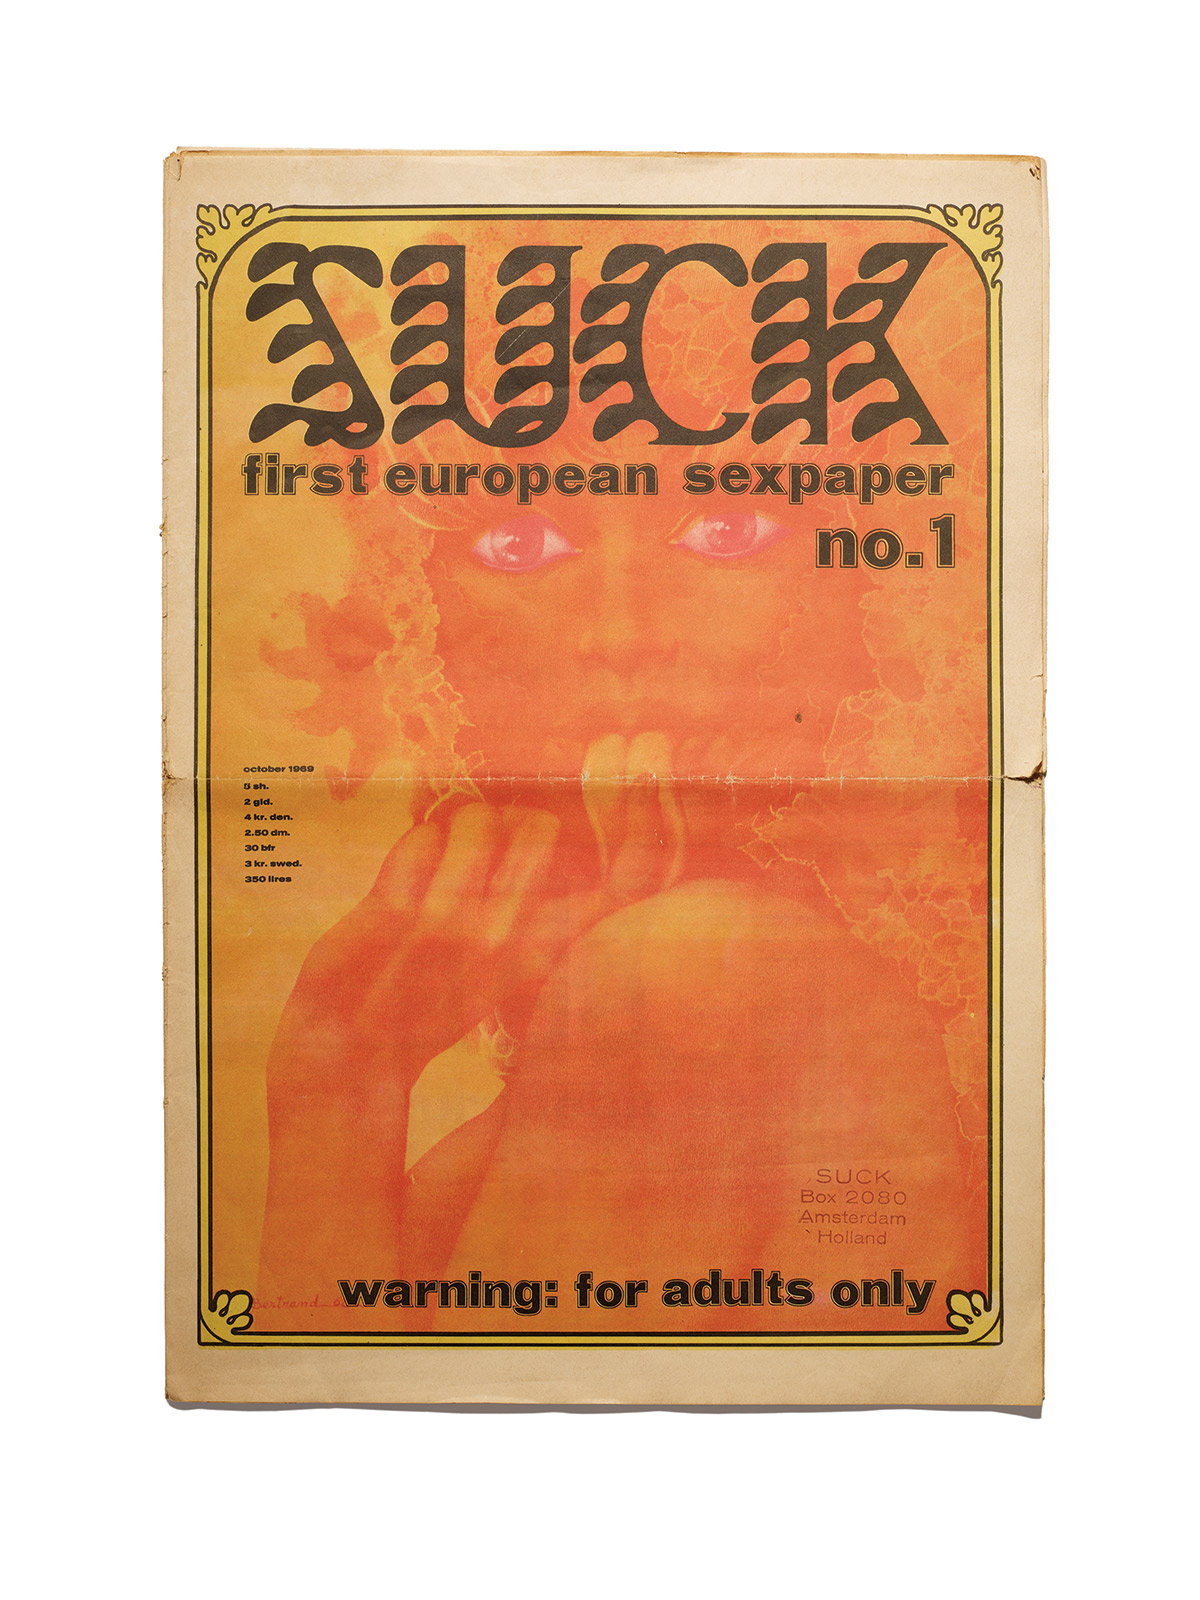 SUCK
first european sexpaper
no.1
october 1969
5 sh.
2 gld.
4 kr. den.
2.50 dm.
30 bfr
3 kr. swed.
350 lires
SUCK
Box 2080
Amsterdam
Holland
Bertrand
warning: for adults only